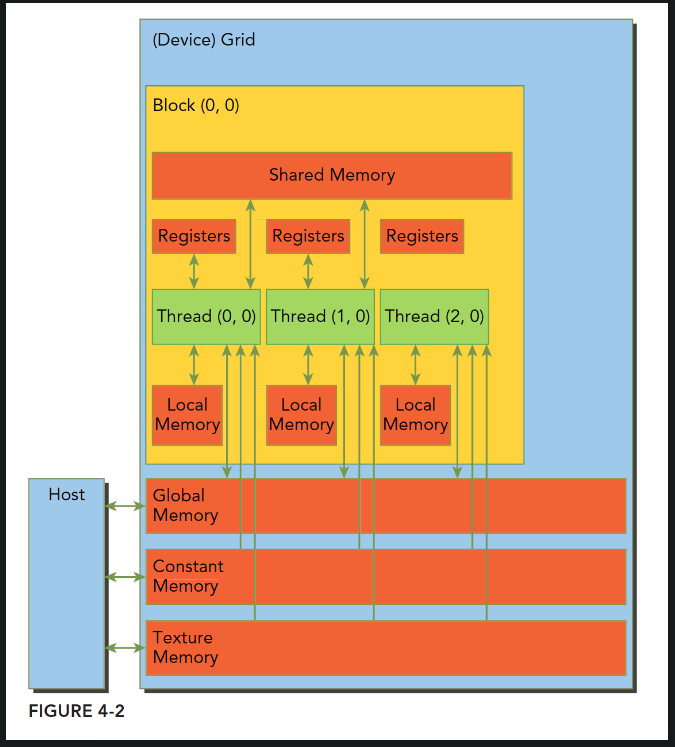 (Device) Grid
Block (0, 0)
Shared Memory
Registers
Registers
Registers
Thread (0, 0)
Thread (1, 0)
Thread (2, 0)
Local
Memory
Local
Memory
Local
Memory
Host
Global
Memory
Constant
Memory
Texture
Memory
FIGURE 4-2